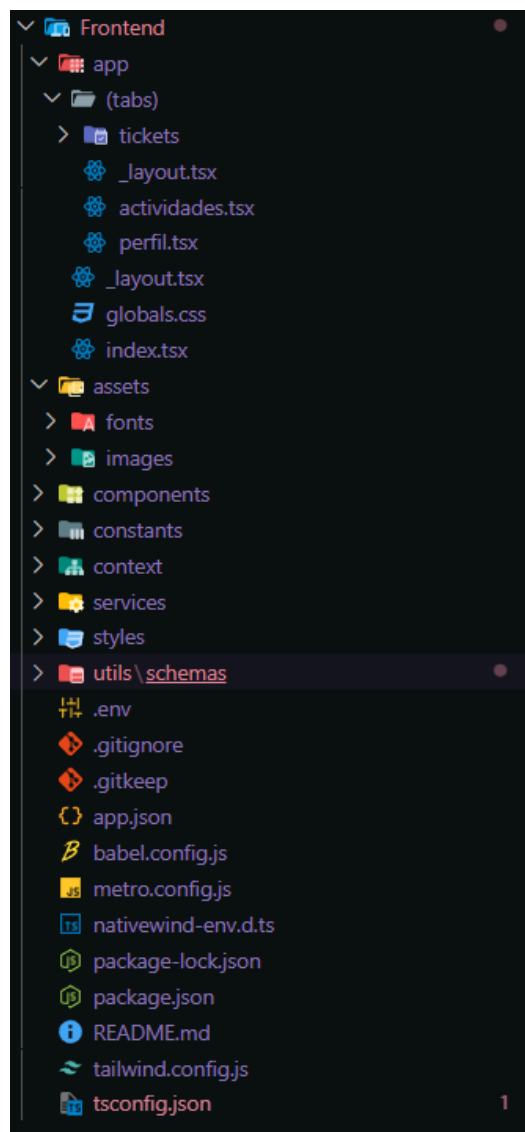 Frontend
app
(tabs)
tickets
_layout.tsx
actividades.tsx
perfil.tsx
_layout.tsx
globals.css
index.tsx
assets
fonts
images
components
constants
context
services
styles
utils\schemas
.env
.gitignore
.gitkeep
app.json
babel.config.js
metro.config.js
nativewind-env.d.ts
package-lock.json
package.json
README.md
tailwind.config.js
tsconfig.json 1